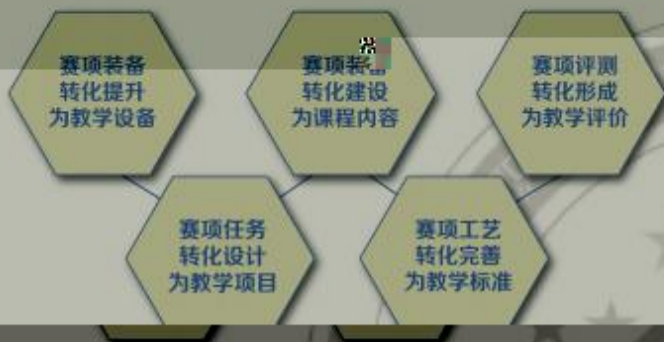 赛项装备
转化提升
为教学设备
赛项装备
转化建设
为课程内容
赛项评测
转化形成
为教学评价
赛项任务
转化设计
为教学项目
赛项工艺
转化完善
为教学标准